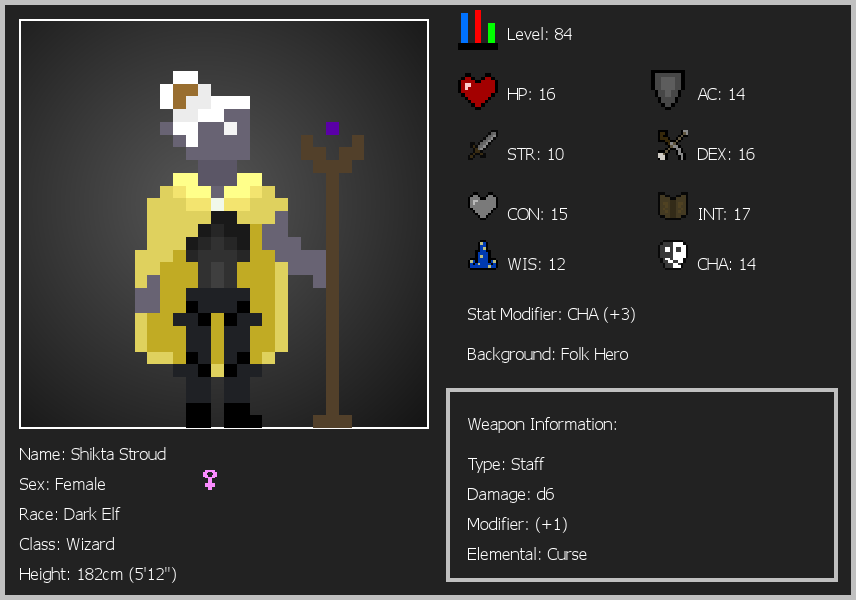 Level: 84
HP: 16
AC: 14
STR: 10
DEX: 16
CON: 15
INT: 17
WIS: 12
CHA: 14
Stat Modifier: CHA (+3)
Background: Folk Hero
Weapon Information:
Type: Staff
Damage: d6
Modifier: (+1)
Elemental: Curse
Name: Shikta Stroud
Sex: Female
Race: Dark Elf
Class: Wizard
Height: 182cm (5'12")